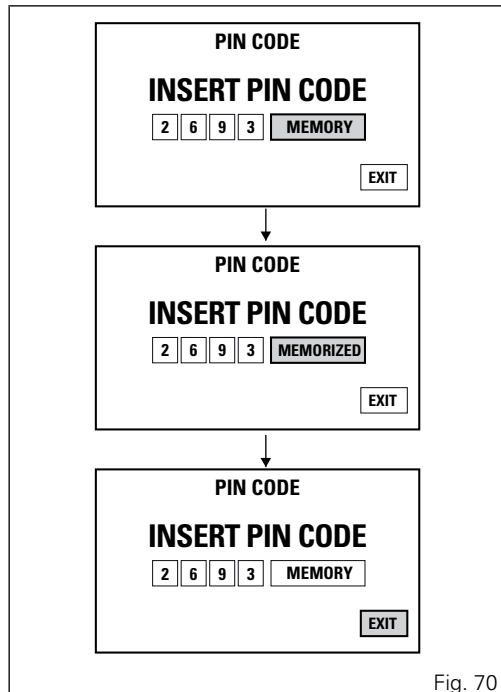 PIN CODE
INSERT PIN CODE
2 6 9 3 MEMORY
EXIT
PIN CODE
INSERT PIN CODE
2 6 9 3 MEMORIZED
EXIT
PIN CODE
INSERT PIN CODE
2 6 9 3 MEMORY
EXIT
Fig. 70